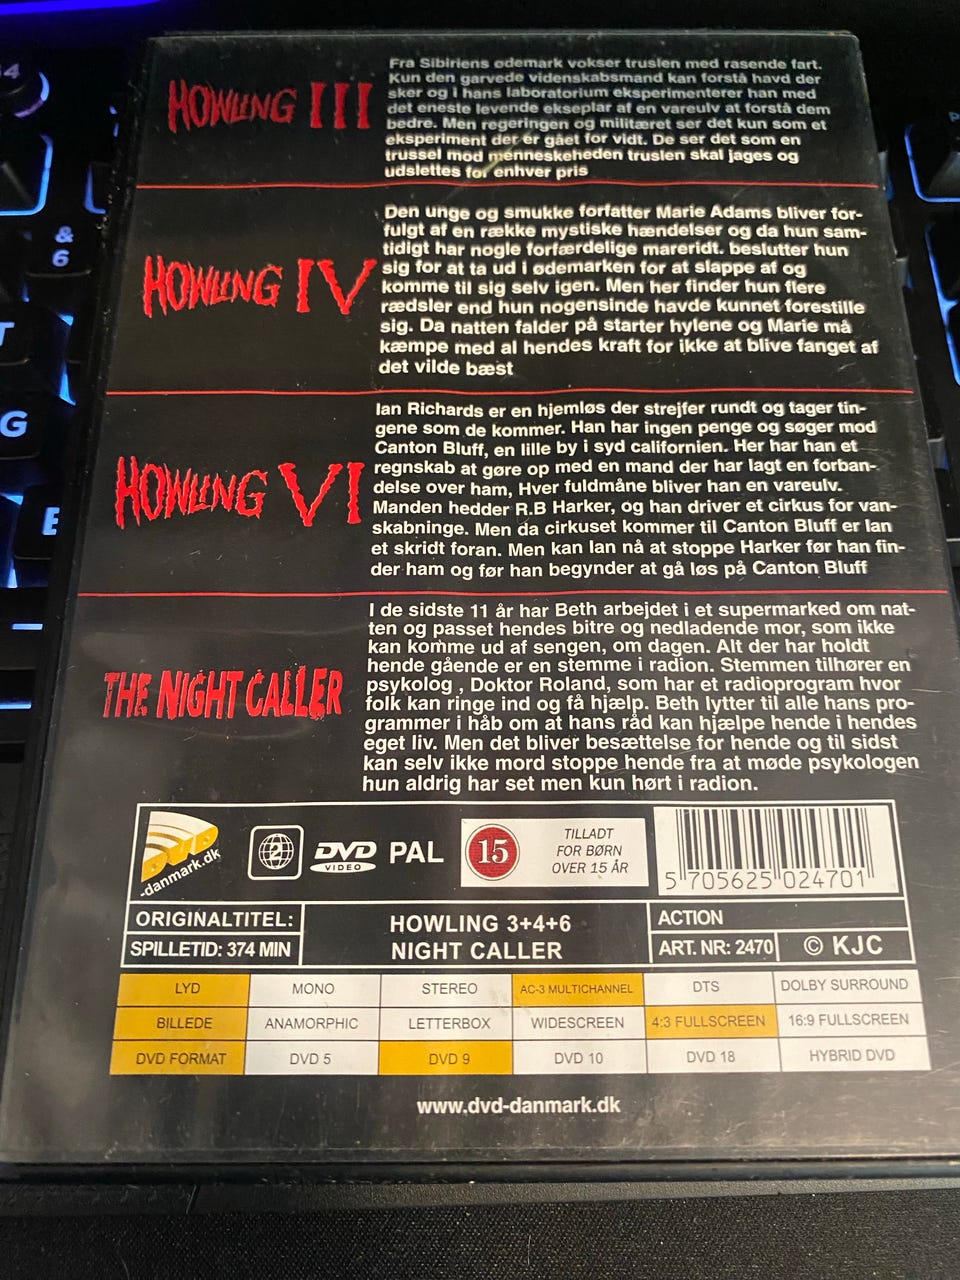 HOWLING III
Fra Sibiriens ødemark vokser truslen med rasende fart.
Kun den garvede videnskabsmand kan forstå havd der
sker og i hans laboratorium eksperimenterer han med
det eneste levende ekseplar af en vareulv at forstå dem
bedre. Men regeringen og militæret ser det kun som et
eksperiment der er gået for vidt. De ser det som en
trussel mod menneskeheden truslen skal jages og
udslettes for enhver pris
HOWLING IV
Den unge og smukke forfatter Marie Adams bliver for-
fulgt af en række mystiske hændelser og da hun sam-
tidigt har nogle forfærdelige mareridt. beslutter hun
sig for at ta ud i ødemarken for at slappe af og
komme til sig selv igen. Men her finder hun flere
rædsler end hun nogensinde havde kunnet forestille
sig. Da natten falder på starter hylene og Marie må
kæmpe med al hendes kraft for ikke at blive fanget af
det vilde bæst
HOWLING VI
Ian Richards er en hjemløs der strejfer rundt og tager tin-
gene som de kommer. Han har ingen penge og søger mod
Canton Bluff, en lille by i syd californien. Her har han et
regnskab at gøre op med en mand der har lagt en forban-
delse over ham, Hver fuldmåne bliver han en vareulv.
Manden hedder R.B Harker, og han driver et cirkus for van-
skabninge. Men da cirkuset kommer til Canton Bluff er Ian
et skridt foran. Men kan Ian nå at stoppe Harker før han fin-
der ham og før han begynder at gå løs på Canton Bluff
THE NIGHT CALLER
I de sidste 11 år har Beth arbejdet i et supermarked om nat-
ten og passet hendes bitre og nedladende mor, som ikke
kan komme ud af sengen, om dagen. Alt der har holdt
hende gående er en stemme i radion. Stemmen tilhører en
psykolog , Doktor Roland, som har et radioprogram hvor
folk kan ringe ind og få hjælp. Beth lytter til alle hans pro-
grammer i håb om at hans råd kan hjælpe hende i hendes
eget liv. Men det bliver besættelse for hende og til sidst
kan selv ikke mord stoppe hende fra at møde psykologen
hun aldrig har set men kun hørt i radion.
DVD
-danmark.dk
2
DVD
VIDEO
PAL
15
TILLADT
FOR BØRN
OVER 15 ÅR
5 705625 024701
ORIGINALTITEL:
HOWLING 3+4+6
NIGHT CALLER
ACTION
SPILLETID: 374 MIN
ART. NR: 2470
© KJC
LYD MONO STEREO AC-3 MULTICHANNEL DTS DOLBY SURROUND
BILLEDE ANAMORPHIC LETTERBOX WIDESCREEN 4:3 FULLSCREEN 16:9 FULLSCREEN
DVD FORMAT DVD 5 DVD 9 DVD 10 DVD 18 HYBRID DVD
www.dvd-danmark.dk
&
6
G